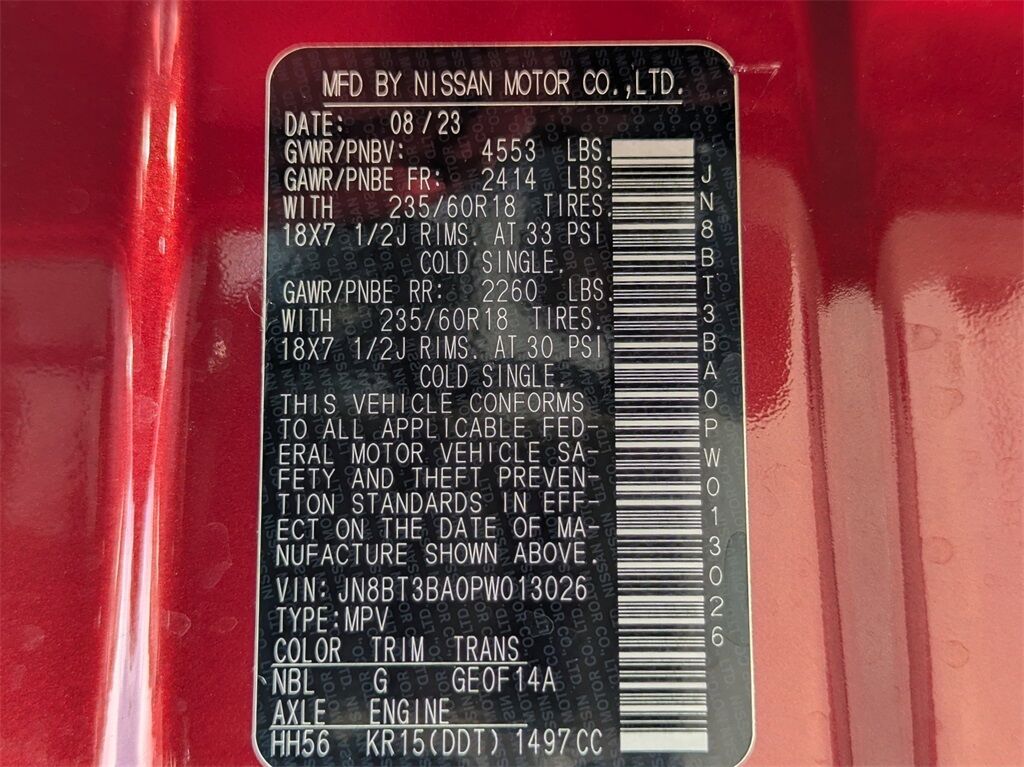 MFD BY NISSAN MOTOR CO.,LTD.
DATE: 08/23
GVWR/PNBV: 4553 LBS.
GAWR/PNBE FR: 2414 LBS.
WITH 235/60R18 TIRES.
18X7 1/2J RIMS. AT 33 PSI
COLD SINGLE.
GAWR/PNBE RR: 2260 LBS.
WITH 235/60R18 TIRES.
18X7 1/2J RIMS. AT 30 PSI
COLD SINGLE.
THIS VEHICLE CONFORMS
TO ALL APPLICABLE FED-
ERAL MOTOR VEHICLE SA-
FETY AND THEFT PREVEN-
TION STANDARDS IN EFF-
ECT ON THE DATE OF MA-
NUFACTURE SHOWN ABOVE.
VIN: JN8BT3BA0PW013026
TYPE:MPV
COLOR TRIM TRANS
NBL G GE0F14A
AXLE ENGINE
HH56 KR15(DDT) 1497CC
JN8BT3BA0PW013026